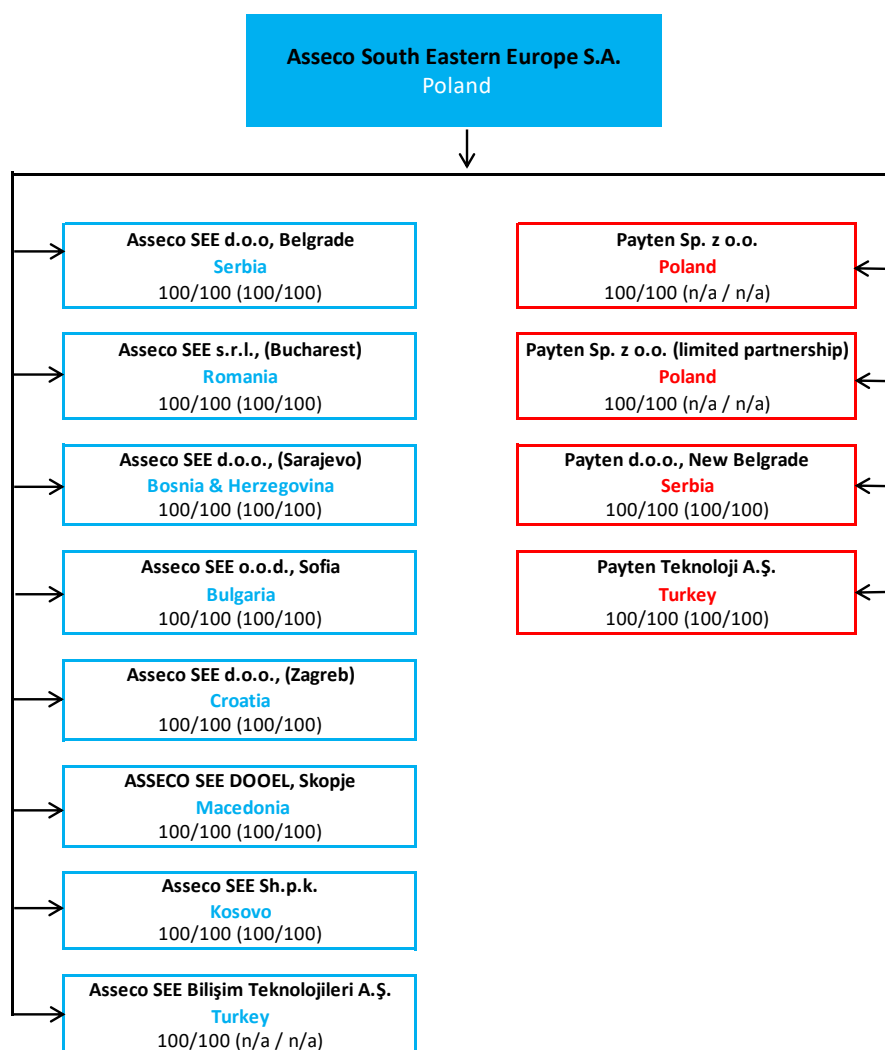 Asseco South Eastern Europe S.A.
Poland
Asseco SEE d.o.o, Belgrade
Serbia
100/100 (100/100)
Asseco SEE s.r.l., (Bucharest)
Romania
100/100 (100/100)
Asseco SEE d.o.o., (Sarajevo)
Bosnia & Herzegovina
100/100 (100/100)
Asseco SEE o.o.d., Sofia
Bulgaria
100/100 (100/100)
Asseco SEE d.o.o., (Zagreb)
Croatia
100/100 (100/100)
ASSECO SEE DOOEL, Skopje
Macedonia
100/100 (100/100)
Asseco SEE Sh.p.k.
Kosovo
100/100 (100/100)
Asseco SEE Bilişim Teknolojileri A.Ş.
Turkey
100/100 (n/a / n/a)
Payten Sp. z o.o.
Poland
100/100 (n/a / n/a)
Payten Sp. z o.o. (limited partnership)
Poland
100/100 (n/a / n/a)
Payten d.o.o., New Belgrade
Serbia
100/100 (100/100)
Payten Teknoloji A.Ş.
Turkey
100/100 (100/100)